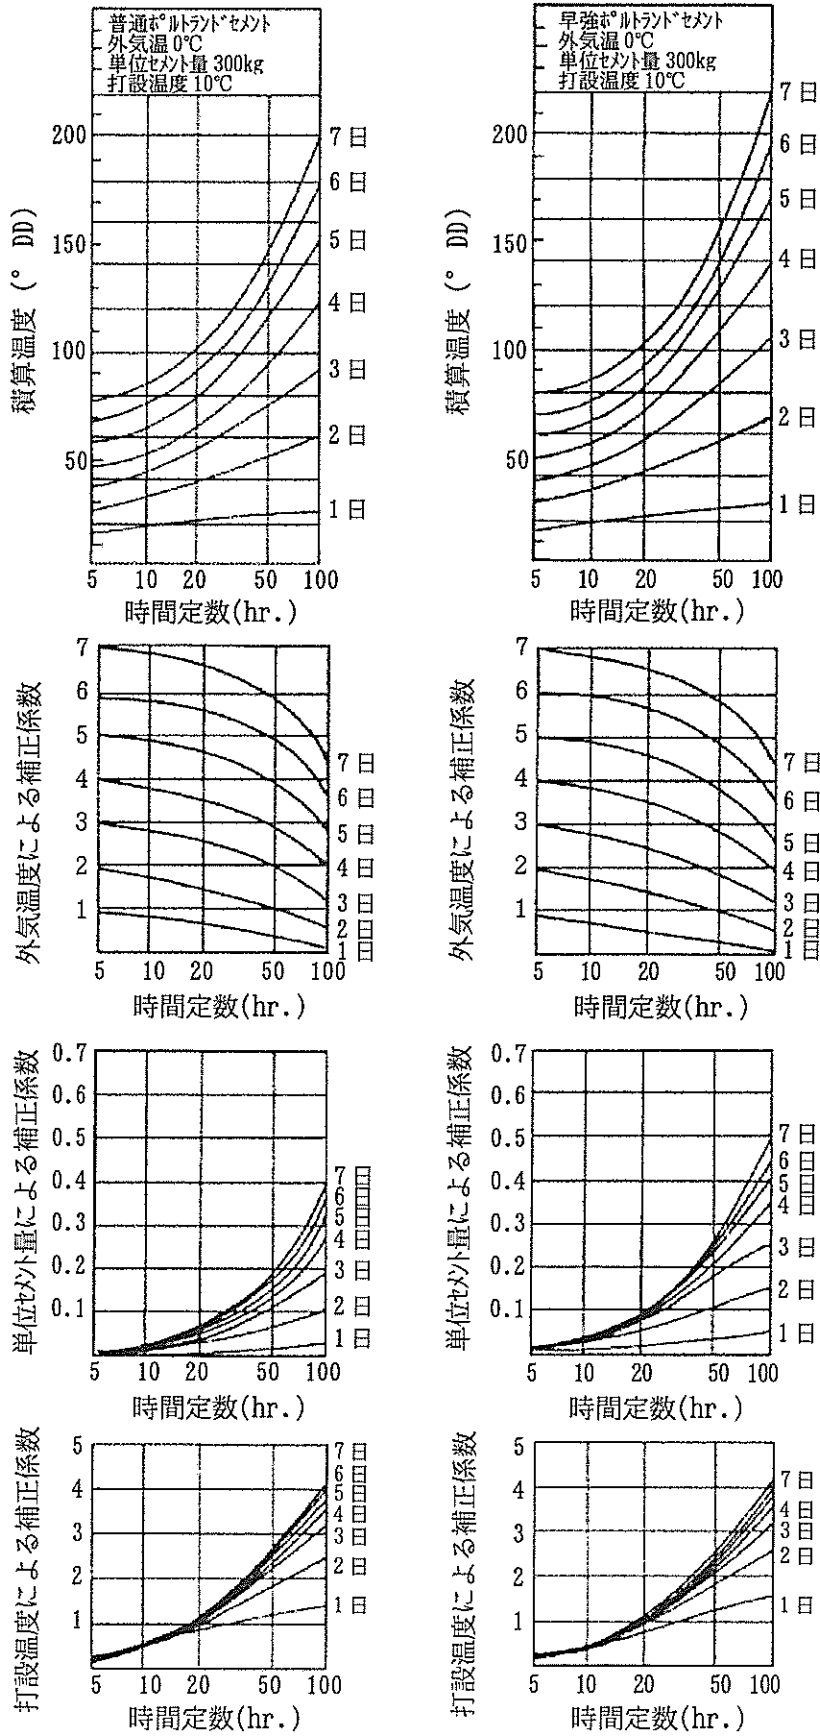 普通ポルトランドセメント
外気温 0℃
単位セメント量 300kg
打設温度 10℃
200
150
100
50
積算温度 (° DD)
7 日
6 日
5 日
4 日
3 日
2 日
1 日
5 10 20 50 100
時間定数(hr.)
早強ポルトランドセメント
外気温 0℃
単位セメント量 300kg
打設温度 10℃
200
150
100
50
積算温度 (° DD)
7 日
6 日
5 日
4 日
3 日
2 日
1 日
5 10 20 50 100
時間定数(hr.)
外気温度による補正係数
7
6
5
4
3
2
1
7 日
6 日
5 日
4 日
3 日
2 日
1 日
5 10 20 50 100
時間定数(hr.)
外気温度による補正係数
7
6
5
4
3
2
1
7 日
6 日
5 日
4 日
3 日
2 日
1 日
5 10 20 50 100
時間定数(hr.)
単位セメント量による補正係数
0.7
0.6
0.5
0.4
0.3
0.2
0.1
7 日
6 日
5 日
4 日
3 日
2 日
1 日
5 10 20 50 100
時間定数(hr.)
単位セメント量による補正係数
0.7
0.6
0.5
0.4
0.3
0.2
0.1
7 日
6 日
5 日
4 日
3 日
2 日
1 日
5 10 20 50 100
時間定数(hr.)
打設温度による補正係数
5
4
3
2
1
7 日
6 日
5 日
4 日
3 日
2 日
1 日
5 10 20 50 100
時間定数(hr.)
打設温度による補正係数
5
4
3
2
1
7 日
4 日
3 日
2 日
1 日
5 10 20 50 100
時間定数(hr.)